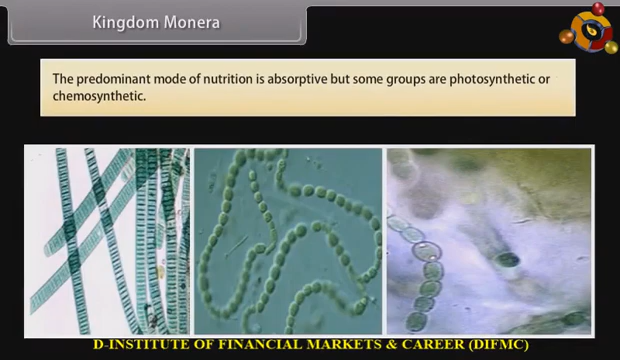 Kingdom Monera
The predominant mode of nutrition is absorptive but some groups are photosynthetic or
chemosynthetic.
D-INSTITUTE OF FINANCIAL MARKETS & CAREER (DIFMC)